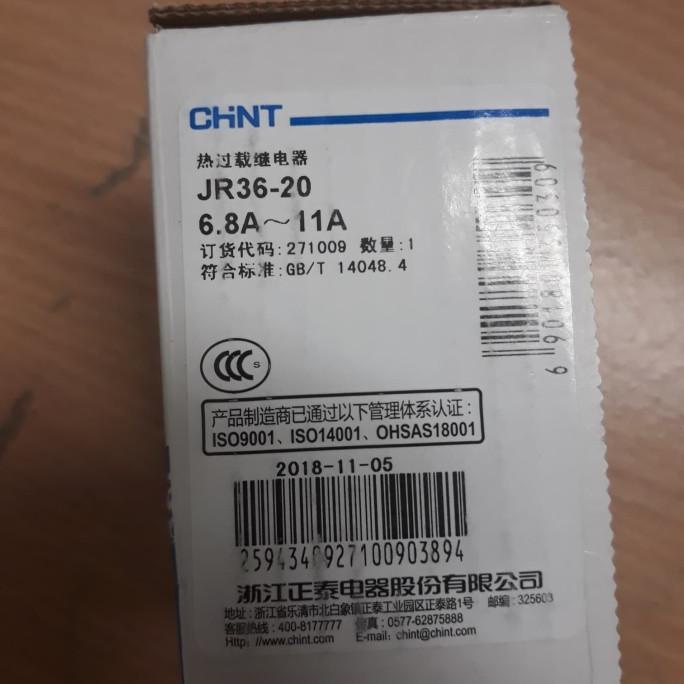 CHINT
热过载继电器
JR36-20
6.8A～11A
订货代码:271009 数量:1
符合标准:GB/T 14048.4
CCC S
产品制造商已通过以下管理体系认证:
ISO9001、ISO14001、OHSAS18001
2018-11-05
浙江正泰电器股份有限公司
地址:浙江省乐清市北白象镇正泰工业园区正泰路1号 邮编:325603
客服热线:400-8177777 传真:0577-62875888
Http://www.chint.com E-mail:chint@chint.com